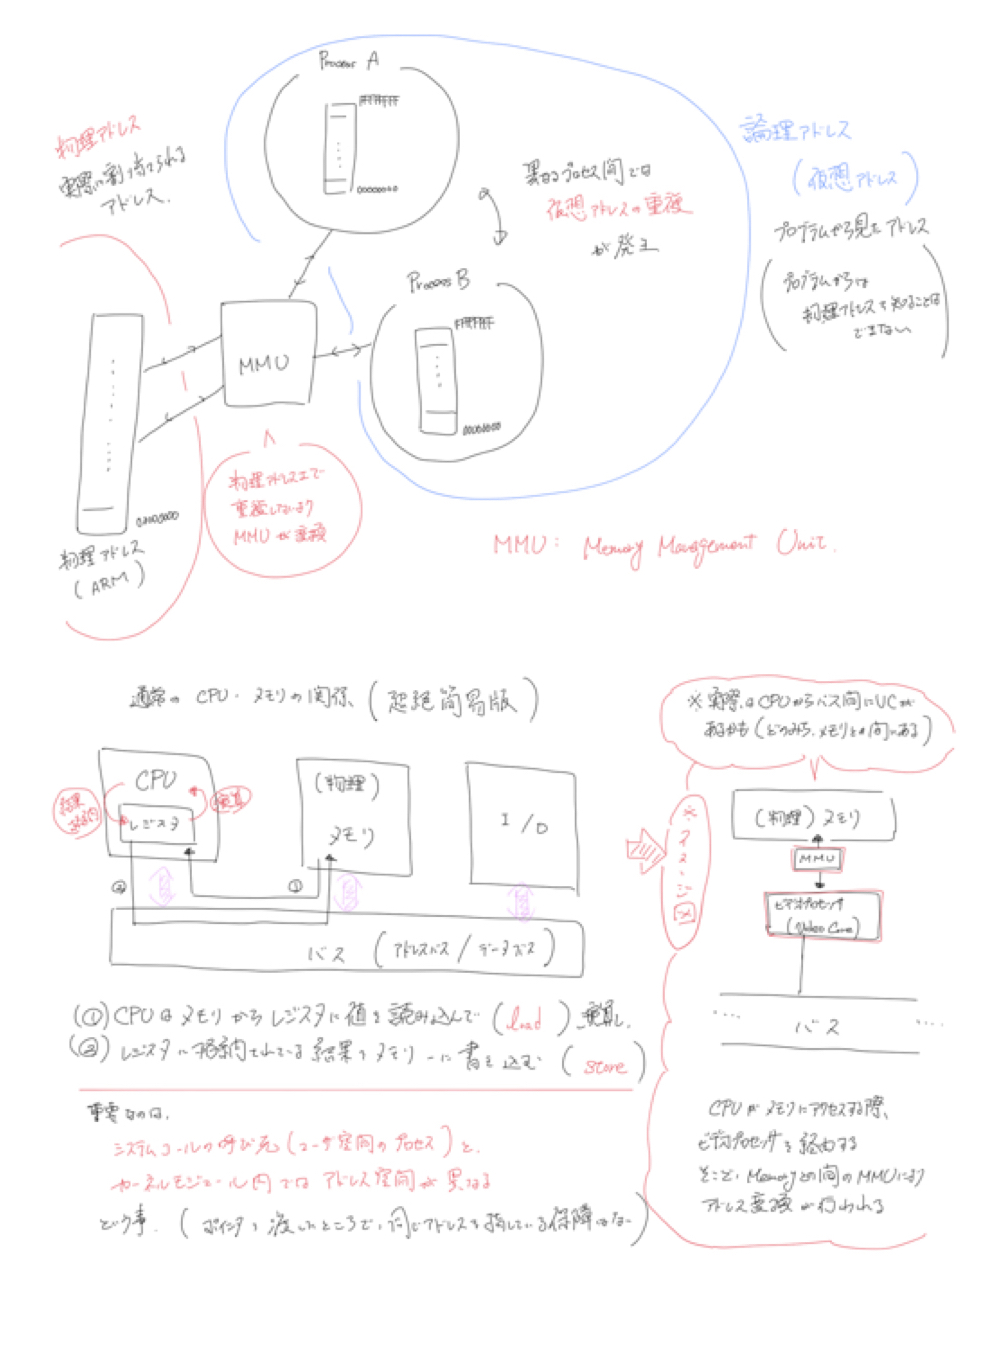 Process A
FFFFFFFF
00000000
物理アドレス
実際に割り当てられる
アドレス.
異なるプロセス間では
仮想アドレスの重複
が発生
論理アドレス
(仮想アドレス)
プログラムから見たアドレス
(プログラムからは
物理アドレスを知ることは
できない)
Process B
FFFFFFFF
00000000
MMU
00000000
物理アドレス
(ARM)
物理アドレス上で
重複しないよう
MMUが変換
MMU: Memory Management Unit.
通常の CPU・メモリの関係 (超絶簡易版)
CPU
レジスタ
結果
格納
演算
(物理)
メモリ
I/O
②
①
バス (アドレスバス/データバス)
(①) CPUはメモリからレジスタに値を読み込んで (load) 演算し,
(②) レジスタに格納されている結果をメモリーに書き込む (store)
重要なのは,
システムコールの呼び元 (ユーザ空間のプロセス) と,
カーネルモジュール内ではアドレス空間が異なる
という事. (ポインタを渡したところで,同じアドレスを指している保障はない)
※実際はCPUからバス間にVCが
あるかも (どのみち、メモリとの間にある)
※イメージ図
(物理) メモリ
MMU
ビデオプロセッサ
(Video Core)
.... バス ....
CPUがメモリにアクセスする際、
ビデオプロセッサを経由する
そこで、Memoryとの間のMMUにより
アドレス変換が行われる